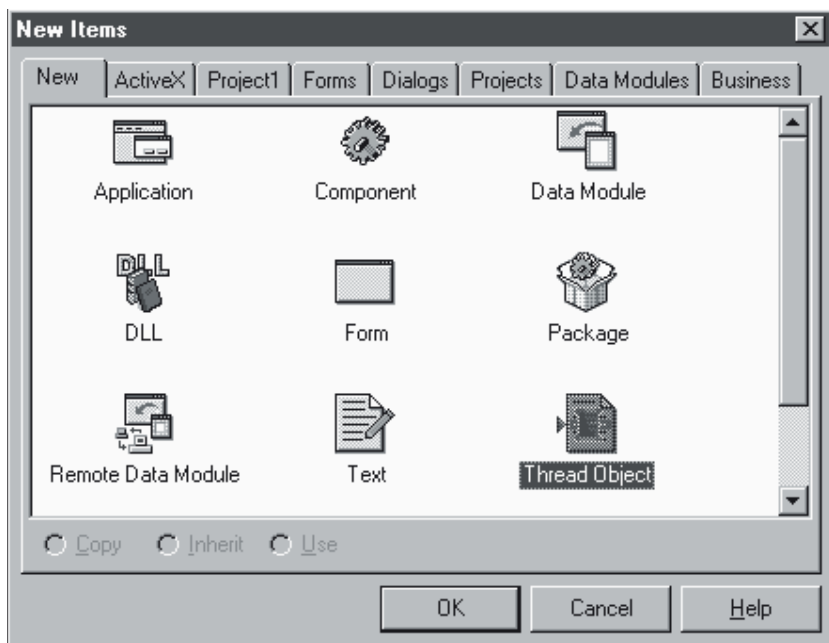 New Items
New ActiveX Project1 Forms Dialogs Projects Data Modules Business
Application Component Data Module
DLL
DLL Form Package
Remote Data Module Text Thread Object
Copy Inherit Use
OK Cancel Help